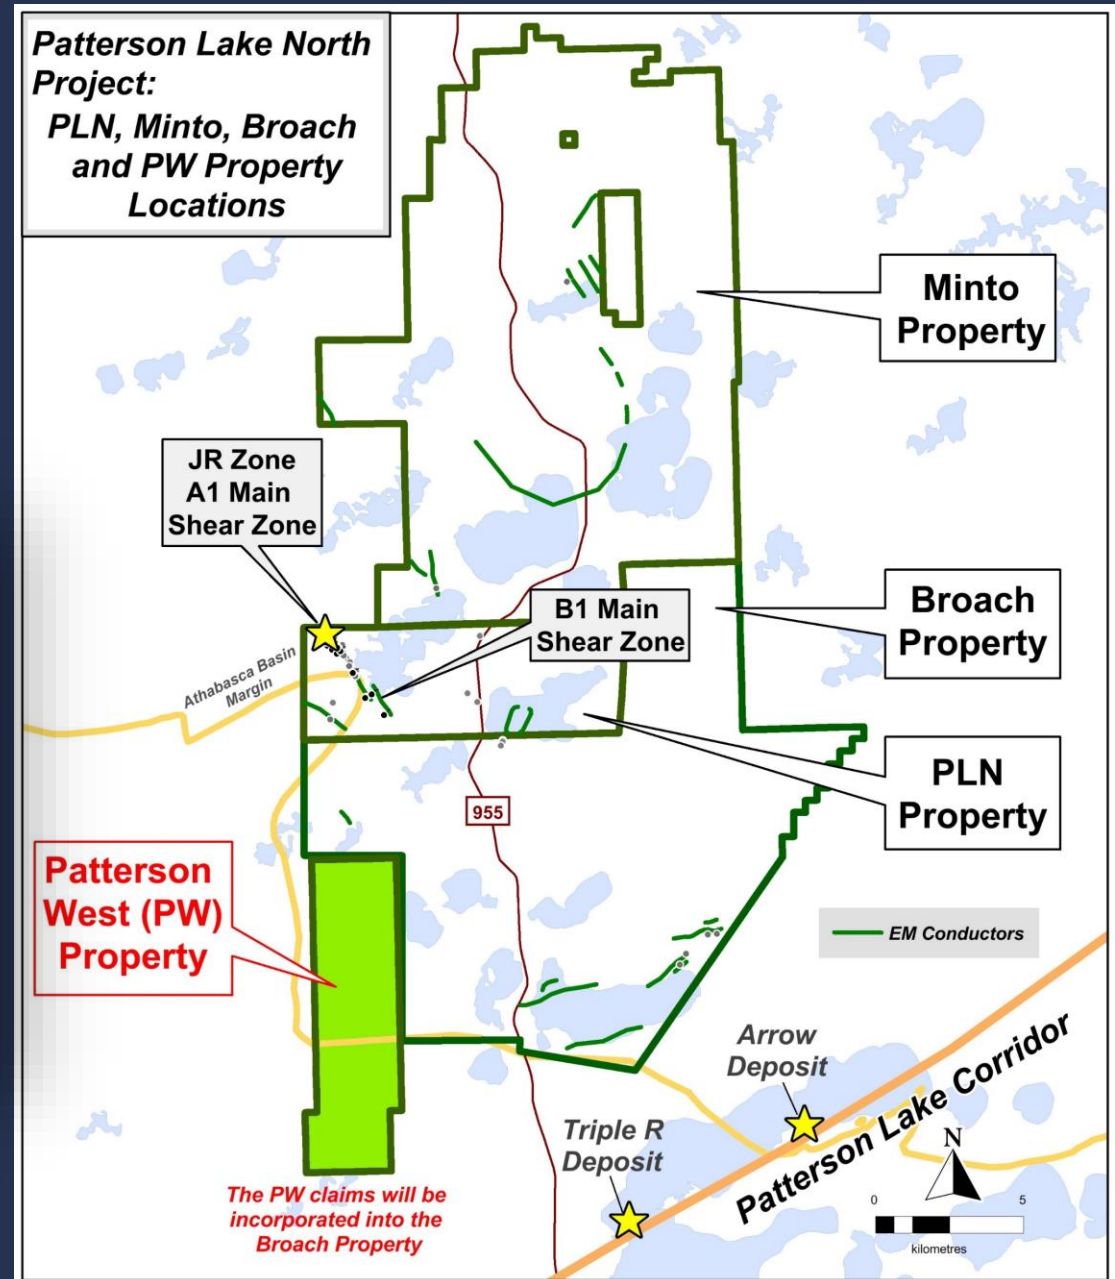 Patterson Lake North
Project:
PLN, Minto, Broach
and PW Property
Locations
Minto
Property
JR Zone
A1 Main
Shear Zone
B1 Main
Shear Zone
Broach
Property
Athabasca Basin
Margin
PLN
Property
955
Patterson
West (PW)
Property
EM Conductors
Arrow
Deposit
Patterson Lake Corridor
Triple R
Deposit
N
0 5
kilometres
The PW claims will be
incorporated into the
Broach Property